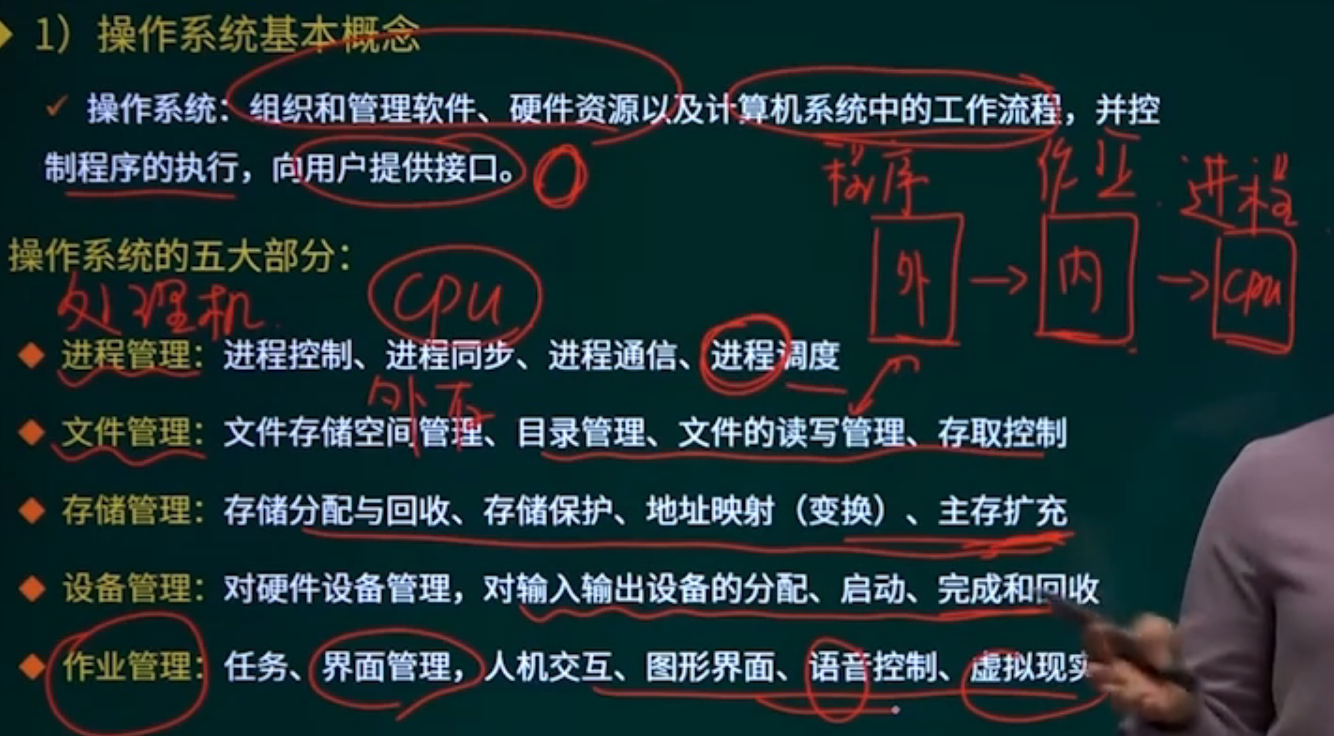 1）操作系统基本概念
操作系统：组织和管理软件、硬件资源以及计算机系统中的工作流程，并控
制程序的执行，向用户提供接口。
程序 作业 进程
外 → 内 → cpu
操作系统的五大部分：
处理机 cpu
进程管理：进程控制、进程同步、进程通信、进程调度
外存
文件管理：文件存储空间管理、目录管理、文件的读写管理、存取控制
存储管理：存储分配与回收、存储保护、地址映射（变换）、主存扩充
设备管理：对硬件设备管理，对输入输出设备的分配、启动、完成和回收
作业管理：任务、界面管理，人机交互、图形界面、语音控制、虚拟现实